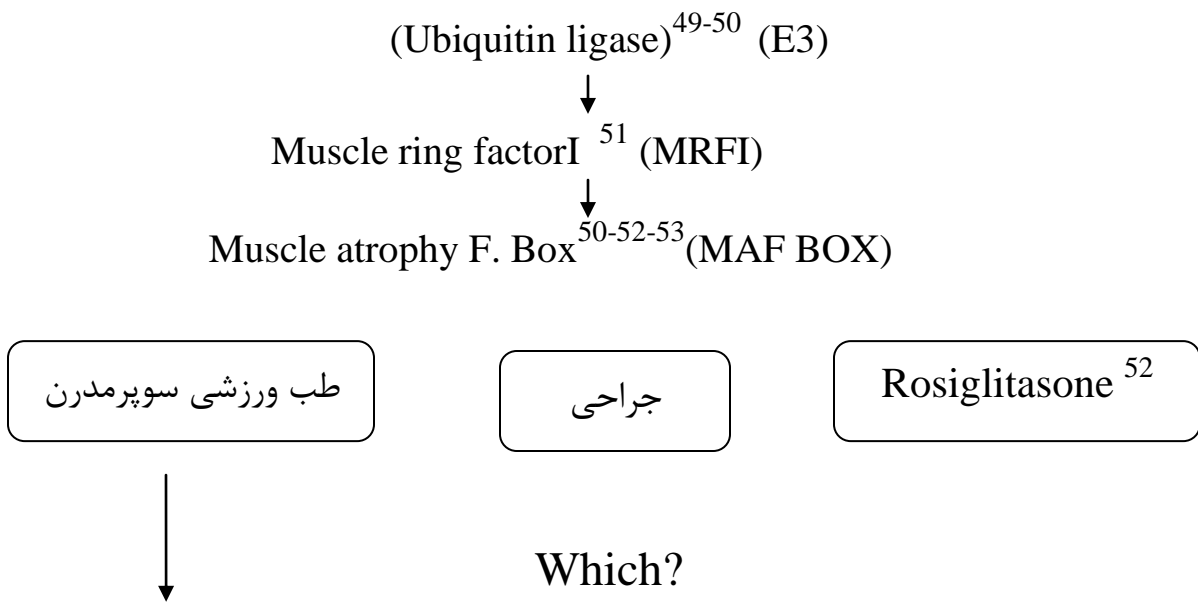 (Ubiquitin ligase)49-50 (E3)
Muscle ring factorI 51 (MRFI)
Muscle atrophy F. Box50-52-53(MAF BOX)
طب ورزشی سوپرمدرن
جراحی
Rosiglitasone 52
Which?